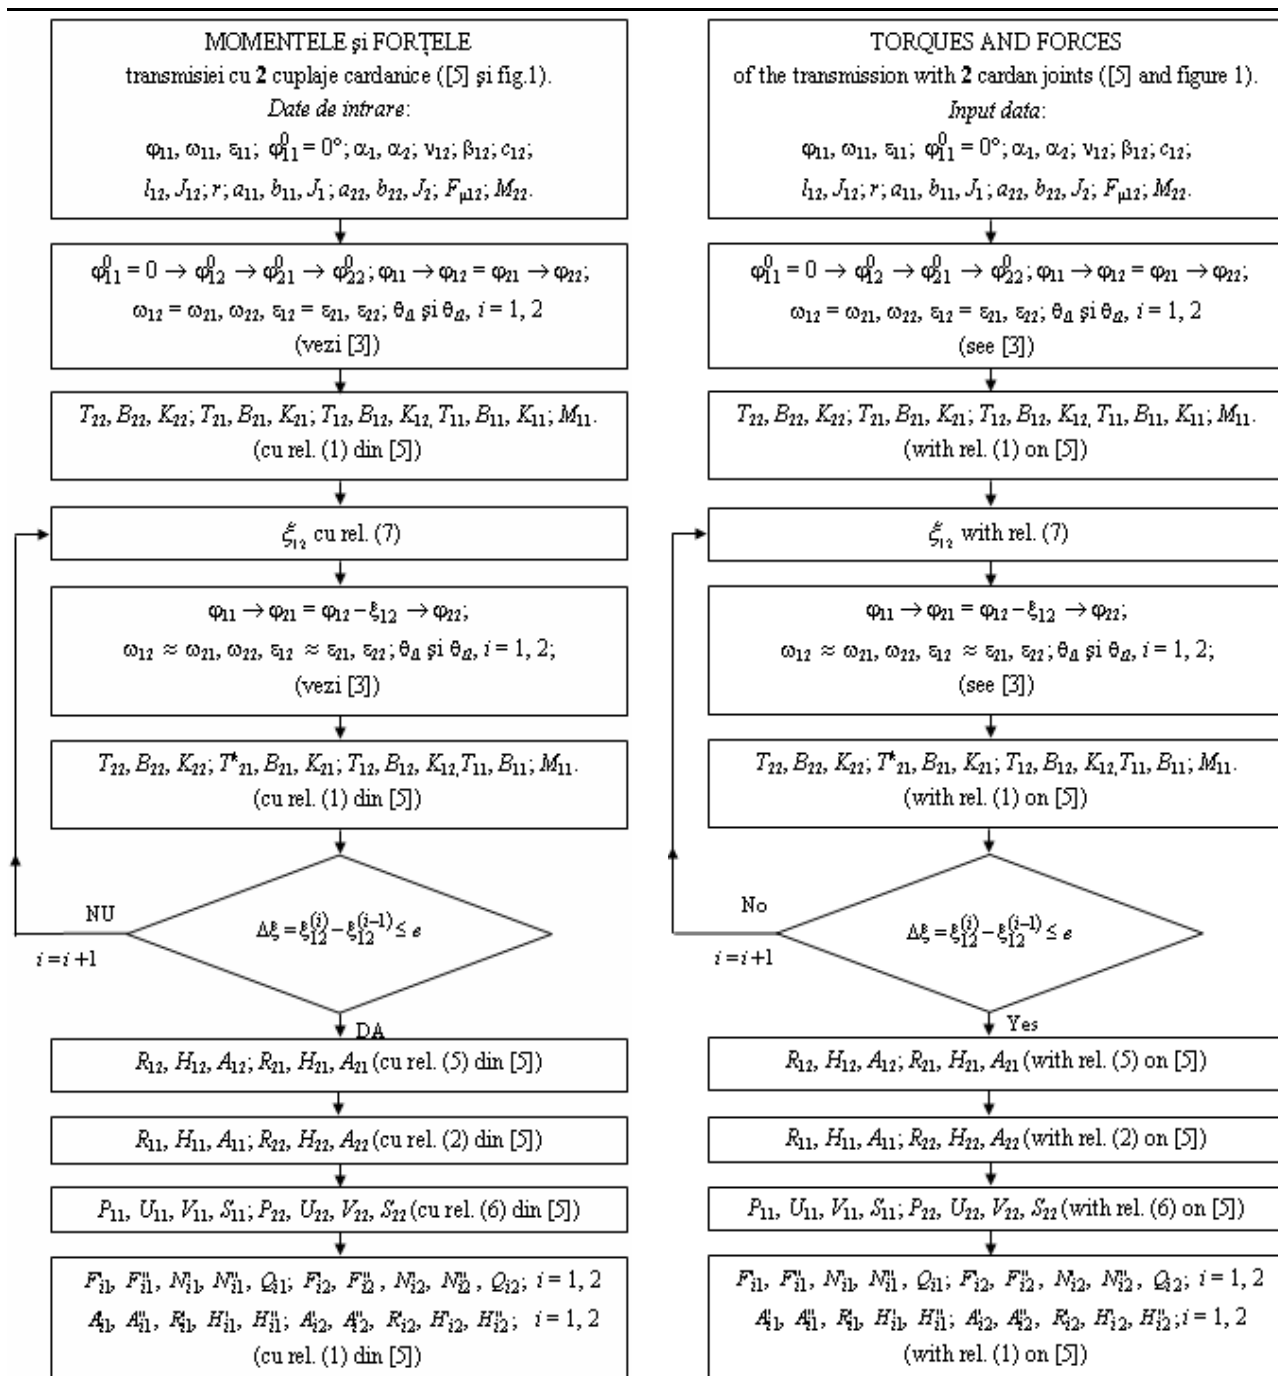 MOMENTELE şi FORŢELE
transmisiei cu 2 cuplaje cardanice ([5] şi fig.1).
Date de intrare:
φ₁₁, ω₁₁, ε₁₁; φ⁰₁₁ = 0°; α₁, α₂; ν₁₂; β₁₂; c₁₂;
l₁₂, J₁₂; r; a₁₁, b₁₁, J₁; a₂₂, b₂₂, J₂; F_μ12; M₂₂.
φ⁰₁₁ = 0 → φ⁰₁₂ → φ⁰₂₁ → φ⁰₂₂; φ₁₁ → φ₁₂ = φ₂₁ → φ₂₂;
ω₁₂ = ω₂₁, ω₂₂, ε₁₂ = ε₂₁, ε₂₂; θᵢ₁ şi θᵢ₂, i = 1, 2
(vezi [3])
T₂₂, B₂₂, K₂₂; T₂₁, B₂₁, K₂₁; T₁₂, B₁₂, K₁₂, T₁₁, B₁₁, K₁₁; M₁₁.
(cu rel. (1) din [5])
ξ₁₂ cu rel. (7)
φ₁₁ → φ₂₁ = φ₁₂ – ξ₁₂ → φ₂₂;
ω₁₂ ≈ ω₂₁, ω₂₂, ε₁₂ ≈ ε₂₁, ε₂₂; θᵢ₁ şi θᵢ₂, i = 1, 2;
(vezi [3])
T₂₂, B₂₂, K₂₂; T*₂₁, B₂₁, K₂₁; T₁₂, B₁₂, K₁₂, T₁₁, B₁₁; M₁₁.
(cu rel. (1) din [5])
NU
Δξ = ξ₁₂⁽ⁱ⁾ – ξ₁₂⁽ⁱ⁻¹⁾ ≤ e
i = i +1
DA
R₁₂, H₁₂, A₁₂; R₂₁, H₂₁, A₂₁ (cu rel. (5) din [5])
R₁₁, H₁₁, A₁₁; R₂₂, H₂₂, A₂₂ (cu rel. (2) din [5])
P₁₁, U₁₁, V₁₁, S₁₁; P₂₂, U₂₂, V₂₂, S₂₂ (cu rel. (6) din [5])
F'ᵢ₁, F''ᵢ₁, N'ᵢ₁, N''ᵢ₁, Qᵢ₁; F'ᵢ₂, F''ᵢ₂, N'ᵢ₂, N''ᵢ₂, Qᵢ₂; i = 1, 2
A'ᵢ₁, A''ᵢ₁, R'ᵢ₁, H'ᵢ₁, H''ᵢ₁; A'ᵢ₂, A''ᵢ₂, R'ᵢ₂, H'ᵢ₂, H''ᵢ₂; i = 1, 2
(cu rel. (1) din [5])
TORQUES AND FORCES
of the transmission with 2 cardan joints ([5] and figure 1).
Input data:
φ₁₁, ω₁₁, ε₁₁; φ⁰₁₁ = 0°; α₁, α₂; ν₁₂; β₁₂; c₁₂;
l₁₂, J₁₂; r; a₁₁, b₁₁, J₁; a₂₂, b₂₂, J₂; F_μ12; M₂₂.
φ⁰₁₁ = 0 → φ⁰₁₂ → φ⁰₂₁ → φ⁰₂₂; φ₁₁ → φ₁₂ = φ₂₁ → φ₂₂;
ω₁₂ = ω₂₁, ω₂₂, ε₁₂ = ε₂₁, ε₂₂; θᵢ₁ şi θᵢ₂, i = 1, 2
(see [3])
T₂₂, B₂₂, K₂₂; T₂₁, B₂₁, K₂₁; T₁₂, B₁₂, K₁₂, T₁₁, B₁₁, K₁₁; M₁₁.
(with rel. (1) on [5])
ξ₁₂ with rel. (7)
φ₁₁ → φ₂₁ = φ₁₂ – ξ₁₂ → φ₂₂;
ω₁₂ ≈ ω₂₁, ω₂₂, ε₁₂ ≈ ε₂₁, ε₂₂; θᵢ₁ şi θᵢ₂, i = 1, 2;
(see [3])
T₂₂, B₂₂, K₂₂; T*₂₁, B₂₁, K₂₁; T₁₂, B₁₂, K₁₂, T₁₁, B₁₁; M₁₁.
(with rel. (1) on [5])
No
Δξ = ξ₁₂⁽ⁱ⁾ – ξ₁₂⁽ⁱ⁻¹⁾ ≤ e
i = i +1
Yes
R₁₂, H₁₂, A₁₂; R₂₁, H₂₁, A₂₁ (with rel. (5) on [5])
R₁₁, H₁₁, A₁₁; R₂₂, H₂₂, A₂₂ (with rel. (2) on [5])
P₁₁, U₁₁, V₁₁, S₁₁; P₂₂, U₂₂, V₂₂, S₂₂ (with rel. (6) on [5])
F'ᵢ₁, F''ᵢ₁, N'ᵢ₁, N''ᵢ₁, Qᵢ₁; F'ᵢ₂, F''ᵢ₂, N'ᵢ₂, N''ᵢ₂, Qᵢ₂; i = 1, 2
A'ᵢ₁, A''ᵢ₁, R'ᵢ₁, H'ᵢ₁, H''ᵢ₁; A'ᵢ₂, A''ᵢ₂, R'ᵢ₂, H'ᵢ₂, H''ᵢ₂; i = 1, 2
(with rel. (1) on [5])